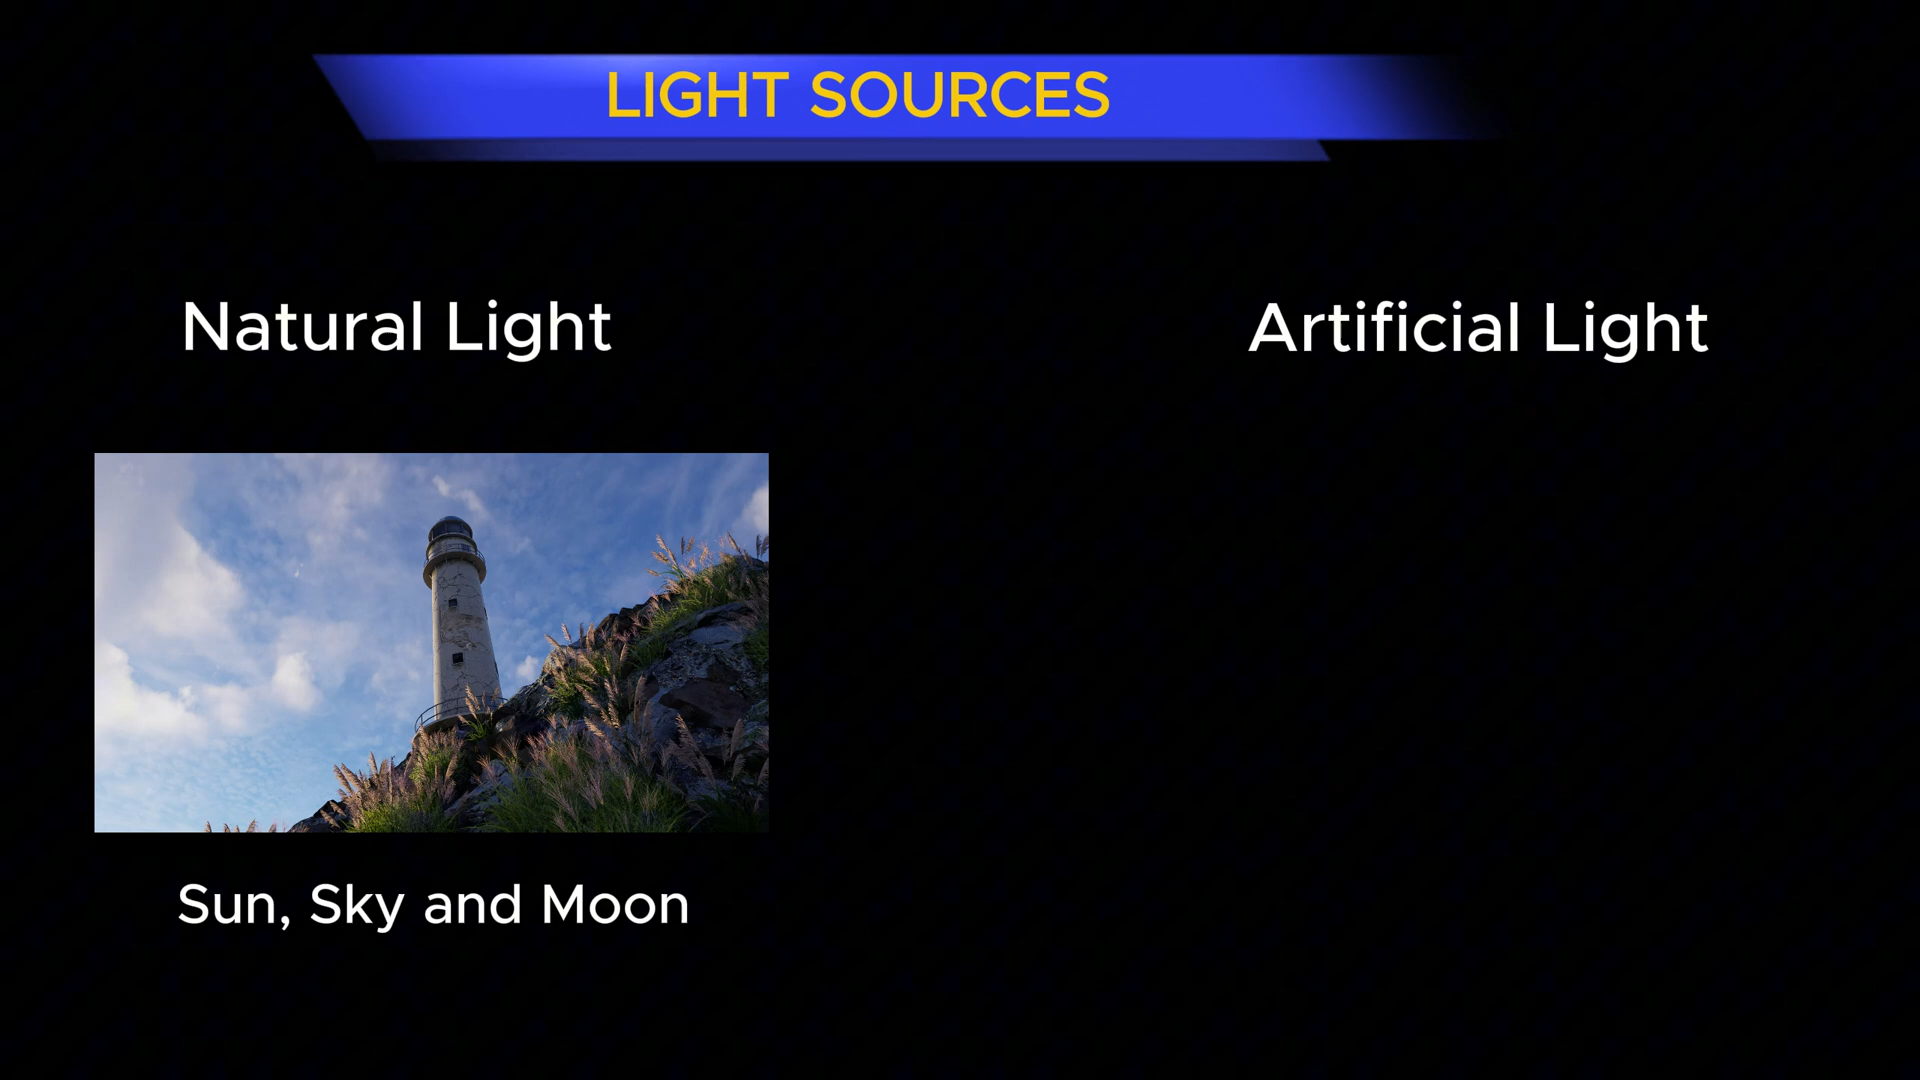 LIGHT SOURCES
Natural Light
Artificial Light
Sun, Sky and Moon